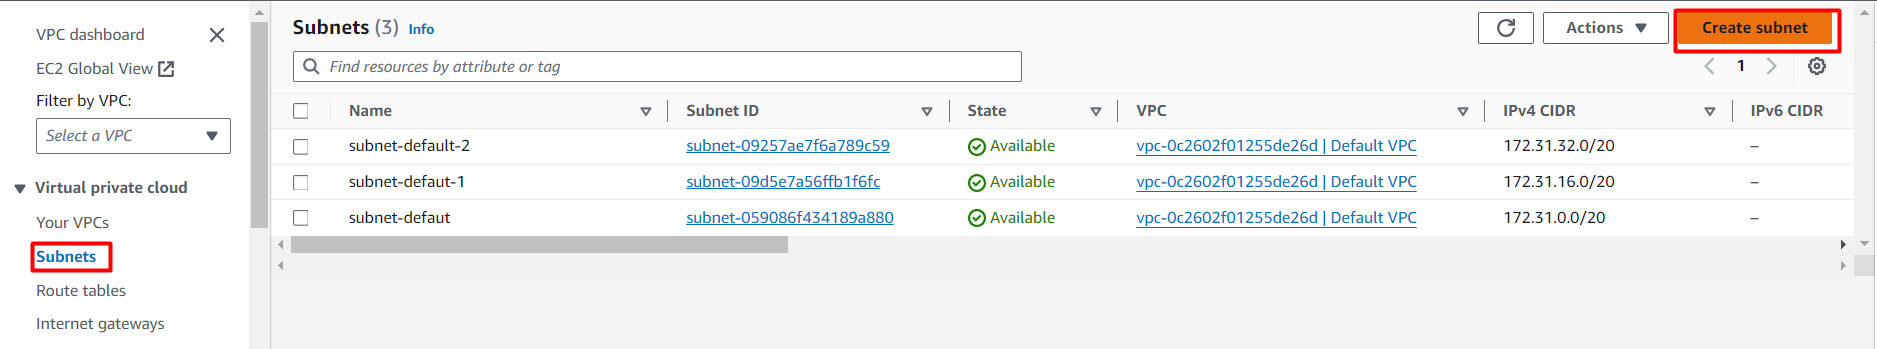 VPC dashboard
EC2 Global View
Filter by VPC:
Select a VPC
Virtual private cloud
Your VPCs
Subnets
Route tables
Internet gateways
Subnets (3) Info
Actions
Create subnet
Find resources by attribute or tag
1
Name Subnet ID State VPC IPv4 CIDR IPv6 CIDR
subnet-default-2 subnet-09257ae7f6a789c59 Available vpc-0c2602f01255de26d | Default VPC 172.31.32.0/20 –
subnet-defaut-1 subnet-09d5e7a56ffb1f6fc Available vpc-0c2602f01255de26d | Default VPC 172.31.16.0/20 –
subnet-defaut subnet-059086f434189a880 Available vpc-0c2602f01255de26d | Default VPC 172.31.0.0/20 –